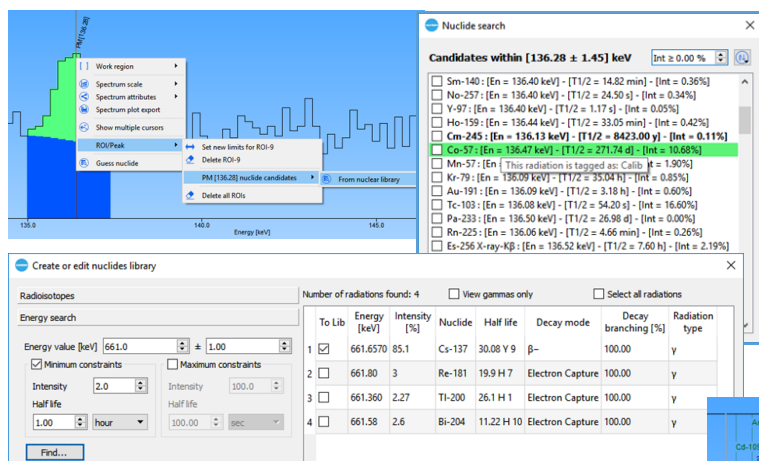 PM[136.28]
Work region
Spectrum scale
Spectrum attributes
Spectrum plot export
Show multiple cursors
ROI/Peak
Guess nuclide
Set new limits for ROI-9
Delete ROI-9
PM [136.28] nuclide candidates
Delete all ROIs
From nuclear library
135.0 140.0 145.0
Energy [keV]
Nuclide search
Candidates within [136.28 ± 1.45] keV Int ≥ 0.00 %
Sm-140 : [En = 136.40 keV] - [T1/2 = 14.82 min] - [Int = 0.36%]
No-257 : [En = 136.40 keV] - [T1/2 = 24.50 s] - [Int = 0.34%]
Y-97 : [En = 136.40 keV] - [T1/2 = 1.17 s] - [Int = 0.05%]
Ho-159 : [En = 136.44 keV] - [T1/2 = 33.05 min] - [Int = 0.42%]
Cm-245 : [En = 136.13 keV] - [T1/2 = 8423.00 y] - [Int = 0.11%]
Co-57 : [En = 136.47 keV] - [T1/2 = 271.74 d] - [Int = 10.68%]
Mn-57 : [En = 1.90%]
This radiation is tagged as: Calib
Kr-79 : [En = 136.09 keV] - [T1/2 = 35.04 h] - [Int = 0.85%]
Au-191 : [En = 136.09 keV] - [T1/2 = 3.18 h] - [Int = 0.60%]
Tc-103 : [En = 136.08 keV] - [T1/2 = 54.20 s] - [Int = 16.60%]
Pa-233 : [En = 136.50 keV] - [T1/2 = 26.98 d] - [Int = 0.00%]
Rn-225 : [En = 136.06 keV] - [T1/2 = 4.66 min] - [Int = 0.26%]
Es-256 X-ray-Kβ : [En = 136.52 keV] - [T1/2 = 7.60 h] - [Int = 2.19%]
Create or edit nuclides library
Radioisotopes
Energy search
Energy value [keV] 661.0 ± 1.00
Minimum constraints Maximum constraints
Intensity 2.0 Intensity 100.0
Half life Half life
1.00 hour 100.00 sec
Find...
Number of radiations found: 4 View gammas only Select all radiations
To Lib Energy [keV] Intensity [%] Nuclide Half life Decay mode Decay branching [%] Radiation type
1 661.6570 85.1 Cs-137 30.08 Y 9 β− 100.00 γ
2 661.80 3 Re-181 19.9 H 7 Electron Capture 100.00 γ
3 661.360 2.27 Tl-200 26.1 H 1 Electron Capture 100.00 γ
4 661.58 2.6 Bi-204 11.22 H 10 Electron Capture 100.00 γ